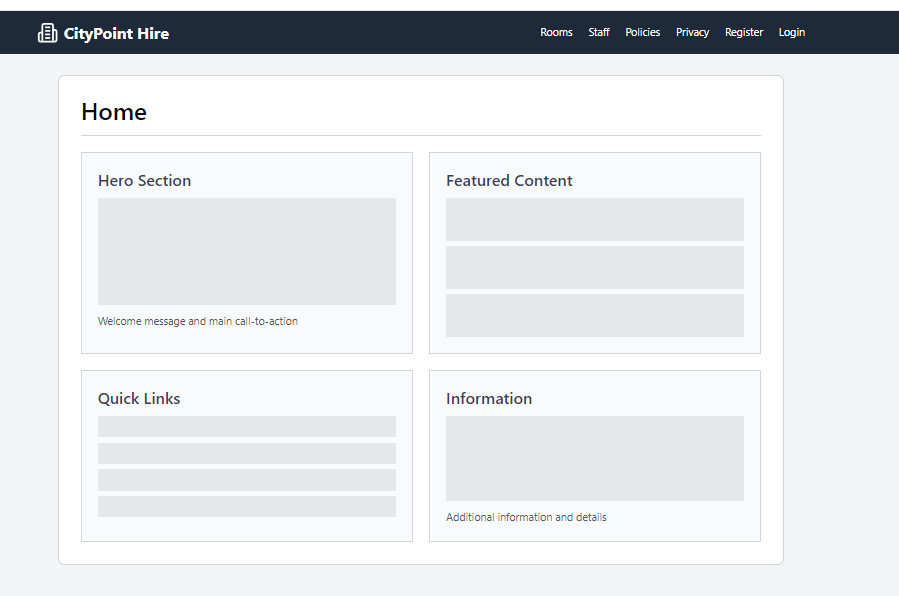 CityPoint Hire
Rooms Staff Policies Privacy Register Login
Home
Hero Section
Welcome message and main call-to-action
Featured Content
Quick Links
Information
Additional information and details